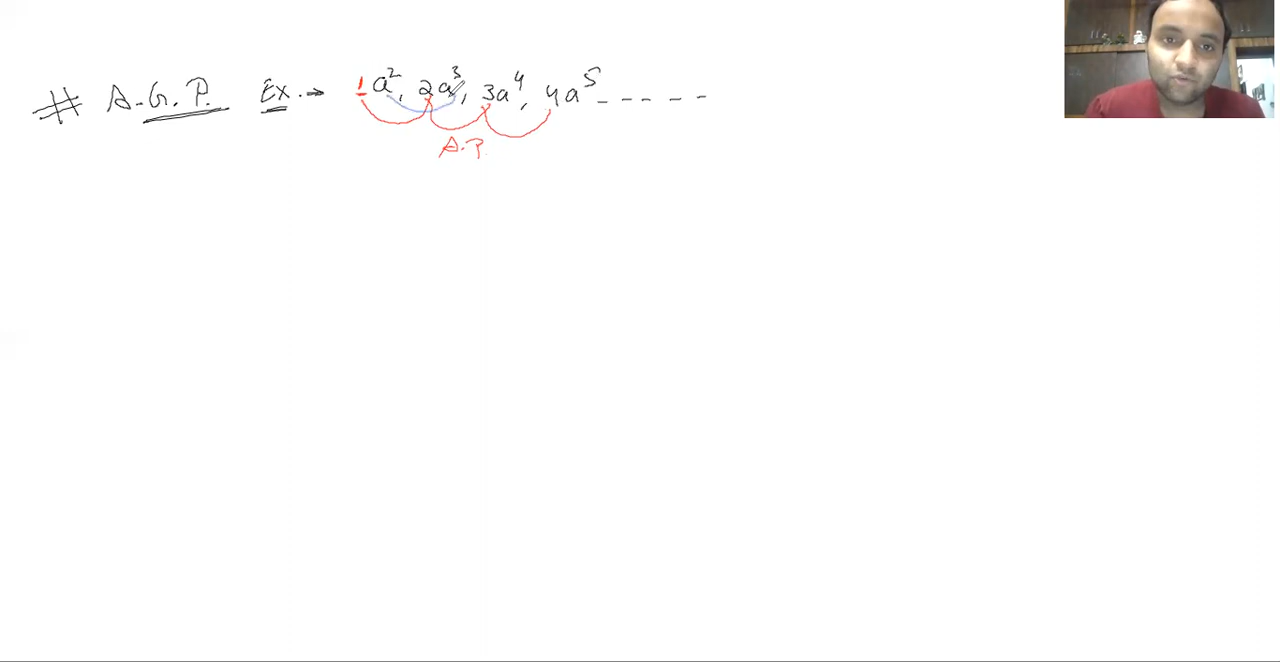 # A.G.P. Ex. → 1a², 2a³, 3a⁴, 4a⁵ - - - - -
A.P.